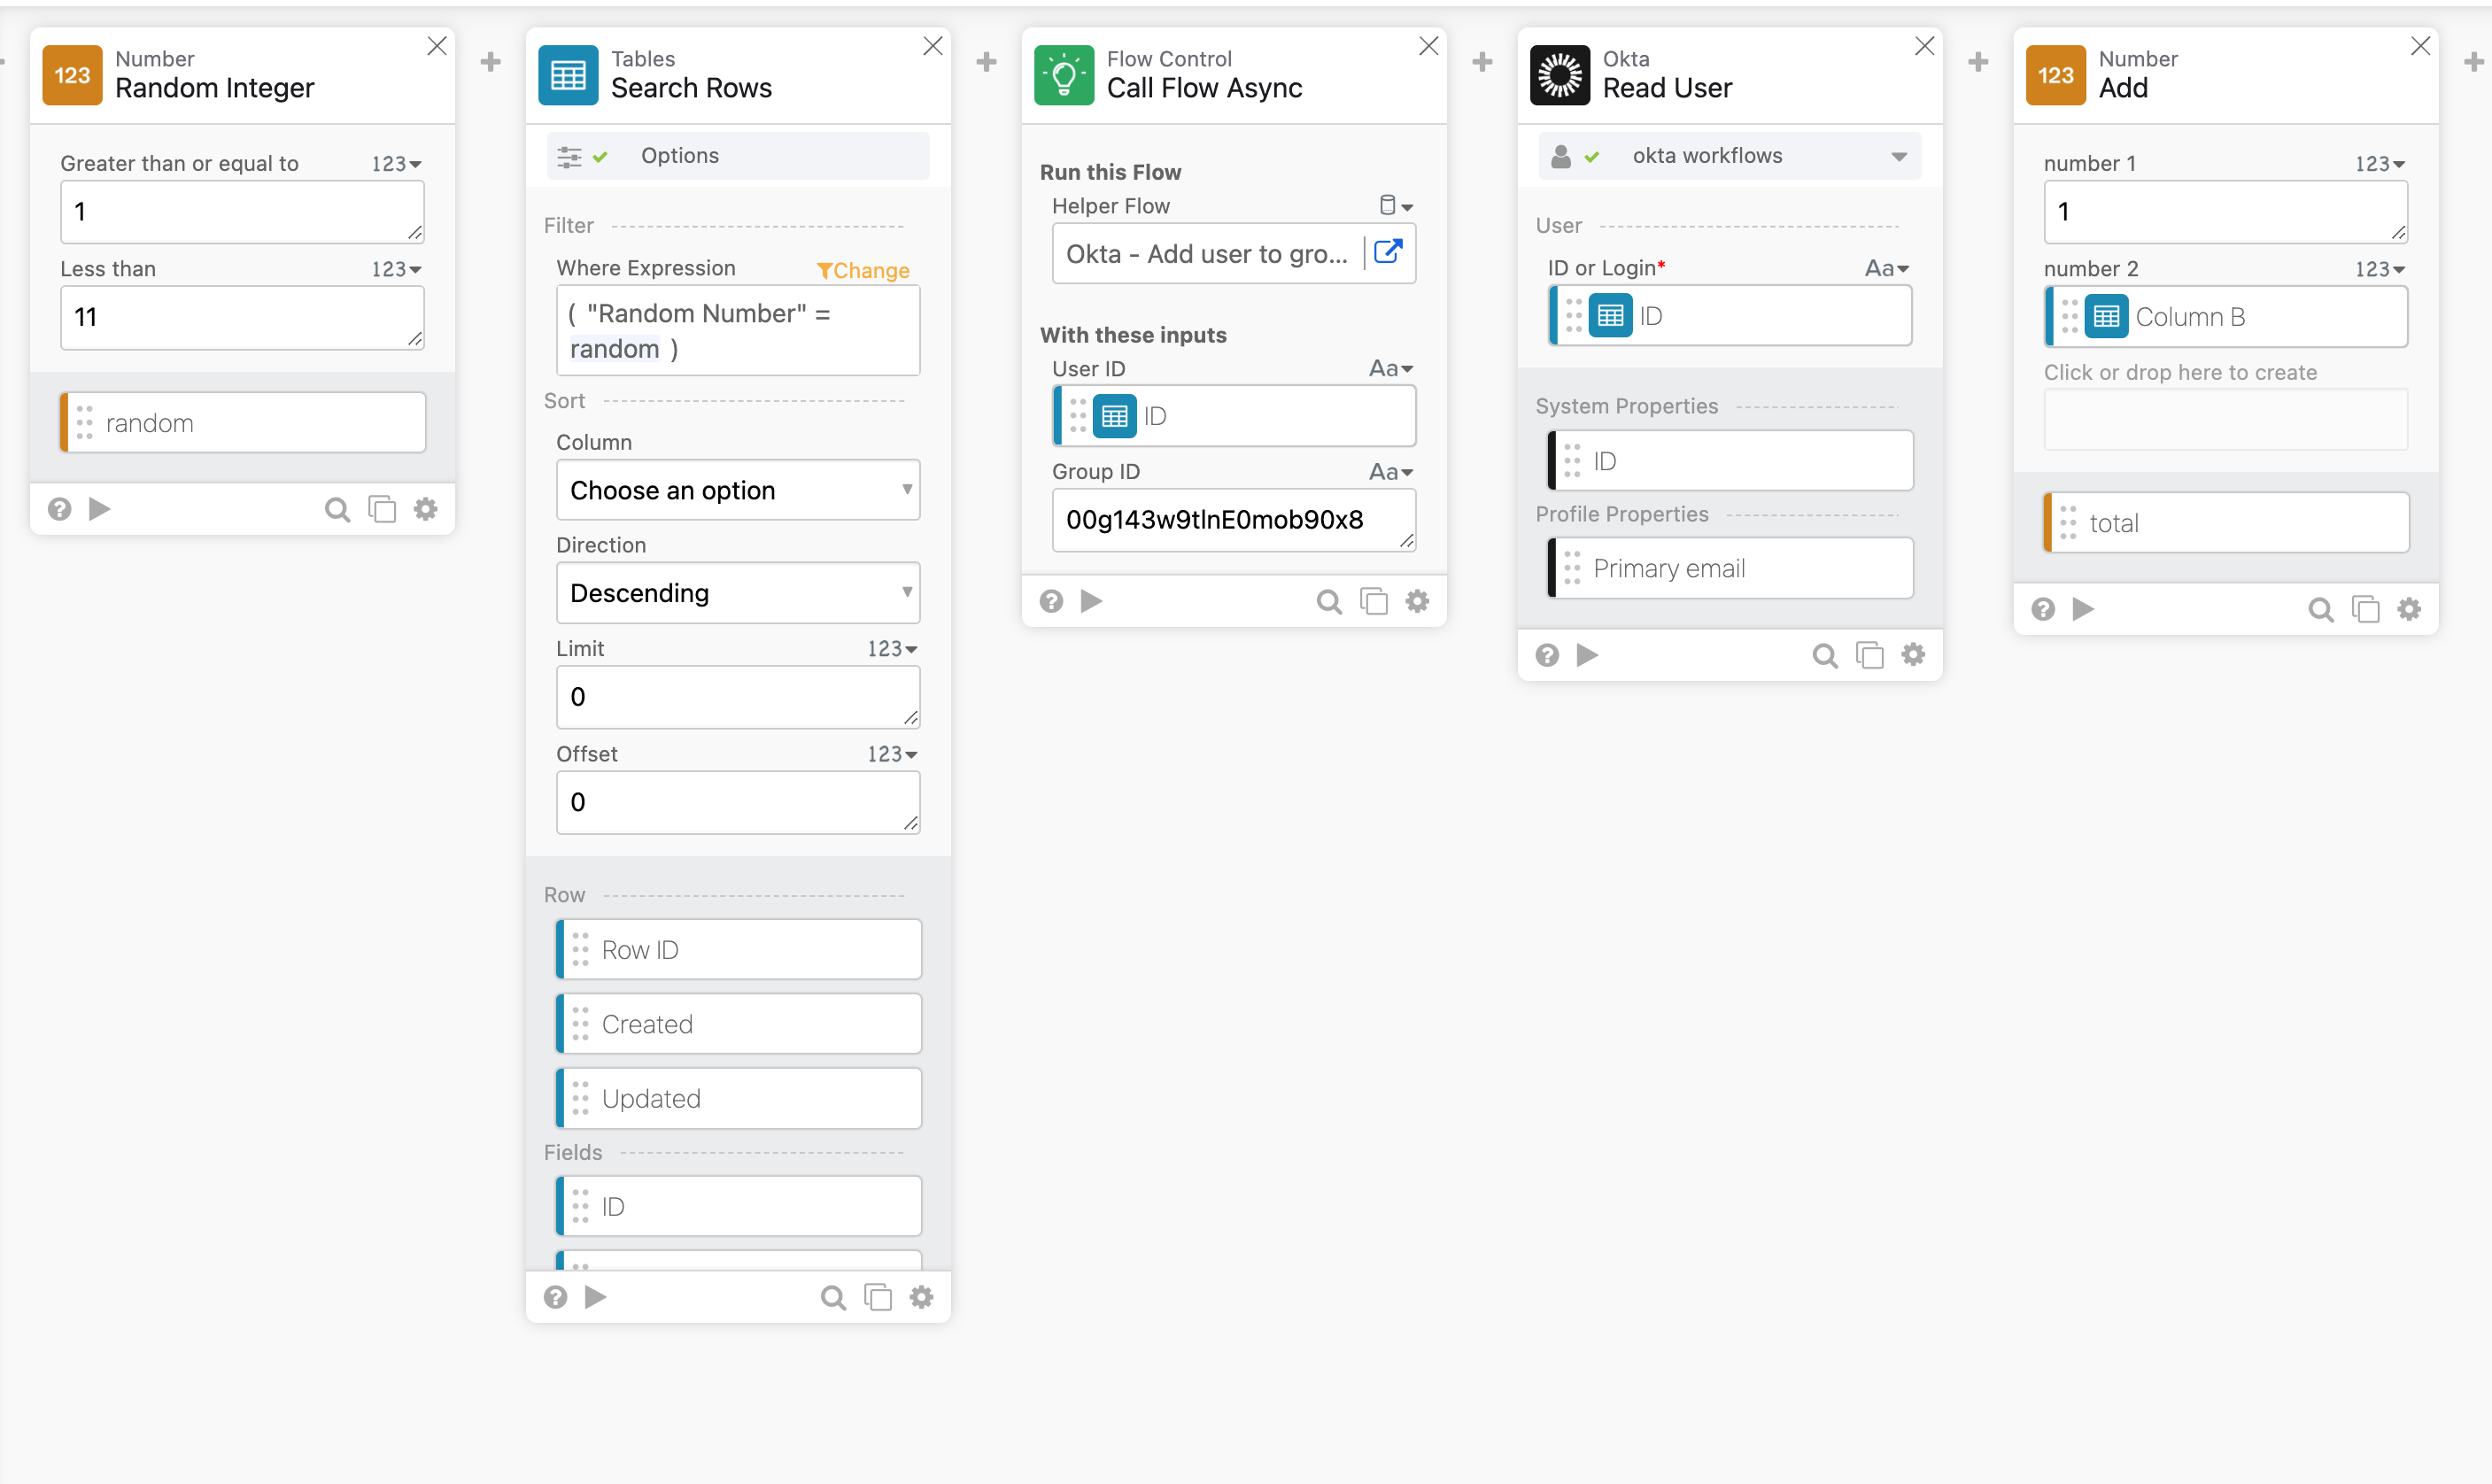 123
Number
Random Integer
Greater than or equal to
123
1
Less than
123
11
random
Tables
Search Rows
Options
Filter
Where Expression
Change
( "Random Number" =
random )
Sort
Column
Choose an option
Direction
Descending
Limit
123
0
Offset
123
0
Row
Row ID
Created
Updated
Fields
ID
Flow Control
Call Flow Async
Run this Flow
Helper Flow
Okta - Add user to gro...
With these inputs
User ID
Aa
ID
Group ID
Aa
00g143w9tlnE0mob90x8
Okta
Read User
okta workflows
User
ID or Login*
Aa
ID
System Properties
ID
Profile Properties
Primary email
123
Number
Add
number 1
123
1
number 2
123
Column B
Click or drop here to create
total